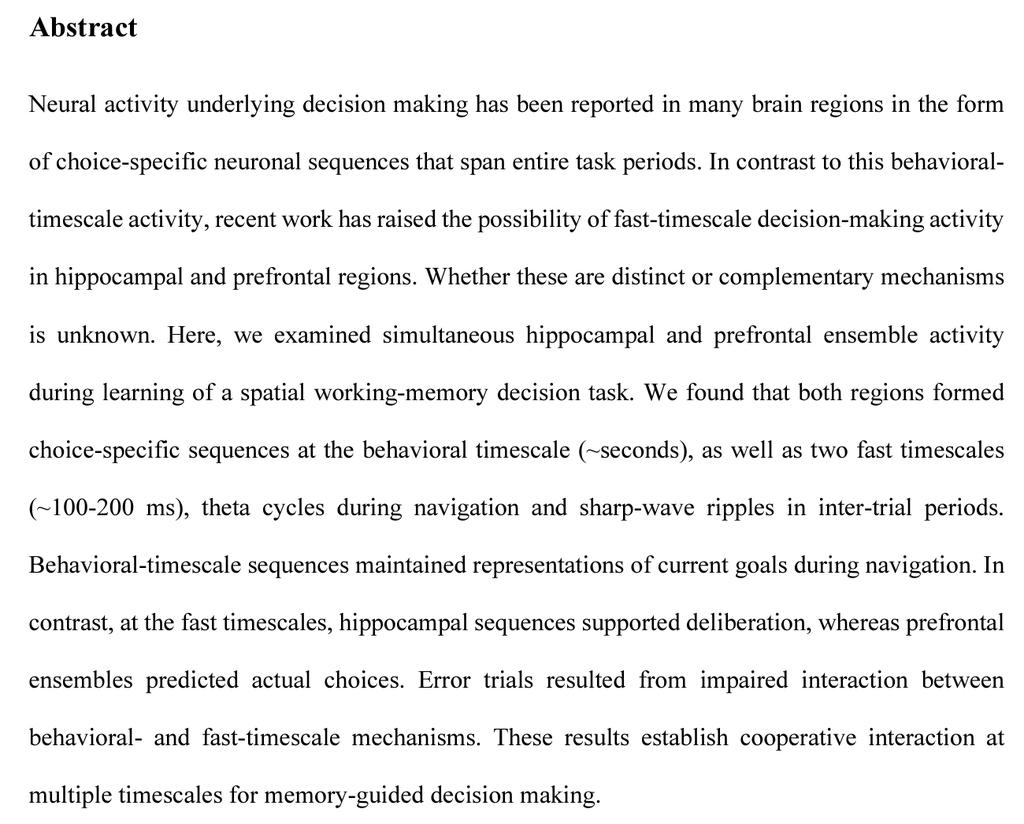 Abstract
Neural activity underlying decision making has been reported in many brain regions in the form
of choice-specific neuronal sequences that span entire task periods. In contrast to this behavioral-
timescale activity, recent work has raised the possibility of fast-timescale decision-making activity
in hippocampal and prefrontal regions. Whether these are distinct or complementary mechanisms
is unknown. Here, we examined simultaneous hippocampal and prefrontal ensemble activity
during learning of a spatial working-memory decision task. We found that both regions formed
choice-specific sequences at the behavioral timescale (~seconds), as well as two fast timescales
(~100-200 ms), theta cycles during navigation and sharp-wave ripples in inter-trial periods.
Behavioral-timescale sequences maintained representations of current goals during navigation. In
contrast, at the fast timescales, hippocampal sequences supported deliberation, whereas prefrontal
ensembles predicted actual choices. Error trials resulted from impaired interaction between
behavioral- and fast-timescale mechanisms. These results establish cooperative interaction at
multiple timescales for memory-guided decision making.